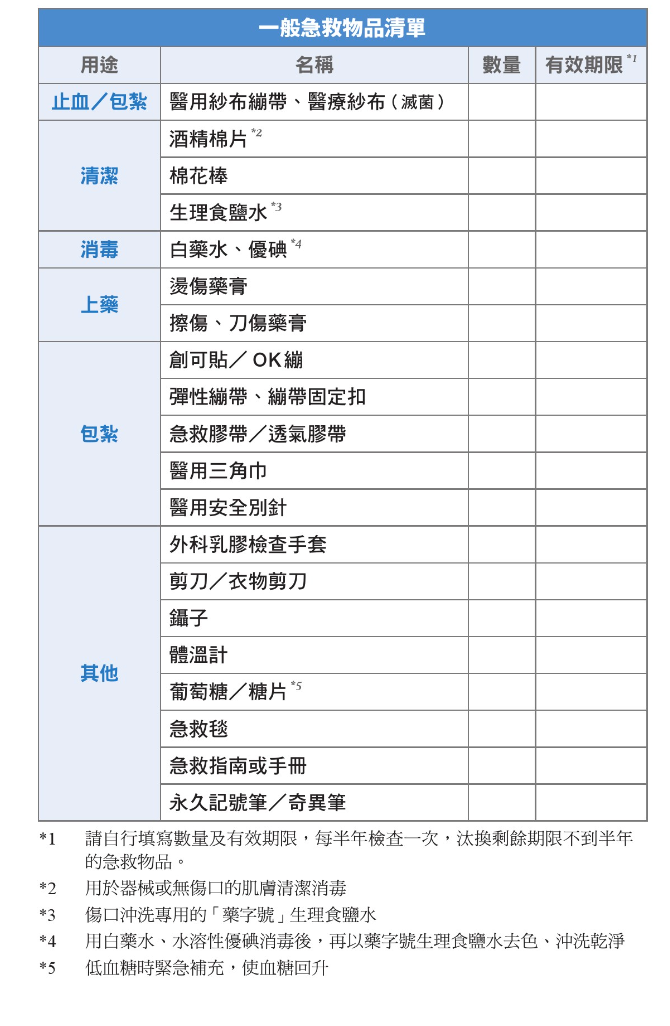 一般急救物品清單
用途 名稱 數量 有效期限*1
止血／包紮 醫用紗布繃帶、醫療紗布（滅菌）
清潔 酒精棉片*2
棉花棒
生理食鹽水*3
消毒 白藥水、優碘*4
上藥 燙傷藥膏
擦傷、刀傷藥膏
包紮 創可貼／OK繃
彈性繃帶、繃帶固定扣
急救膠帶／透氣膠帶
醫用三角巾
醫用安全別針
其他 外科乳膠檢查手套
剪刀／衣物剪刀
鑷子
體溫計
葡萄糖／糖片*5
急救毯
急救指南或手冊
永久記號筆／奇異筆
*1 請自行填寫數量及有效期限，每半年檢查一次，汰換剩餘期限不到半年
的急救物品。
*2 用於器械或無傷口的肌膚清潔消毒
*3 傷口沖洗專用的「藥字號」生理食鹽水
*4 用白藥水、水溶性優碘消毒後，再以藥字號生理食鹽水去色、沖洗乾淨
*5 低血糖時緊急補充，使血糖回升